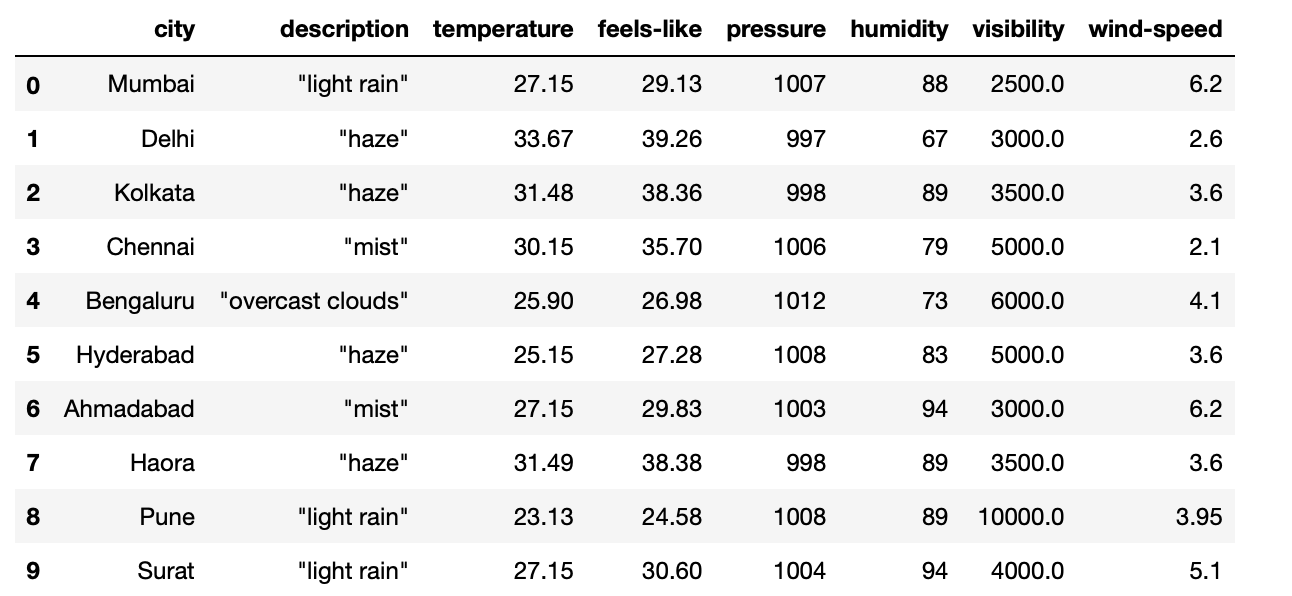 city description temperature feels-like pressure humidity visibility wind-speed
0 Mumbai "light rain" 27.15 29.13 1007 88 2500.0 6.2
1 Delhi "haze" 33.67 39.26 997 67 3000.0 2.6
2 Kolkata "haze" 31.48 38.36 998 89 3500.0 3.6
3 Chennai "mist" 30.15 35.70 1006 79 5000.0 2.1
4 Bengaluru "overcast clouds" 25.90 26.98 1012 73 6000.0 4.1
5 Hyderabad "haze" 25.15 27.28 1008 83 5000.0 3.6
6 Ahmadabad "mist" 27.15 29.83 1003 94 3000.0 6.2
7 Haora "haze" 31.49 38.38 998 89 3500.0 3.6
8 Pune "light rain" 23.13 24.58 1008 89 10000.0 3.95
9 Surat "light rain" 27.15 30.60 1004 94 4000.0 5.1